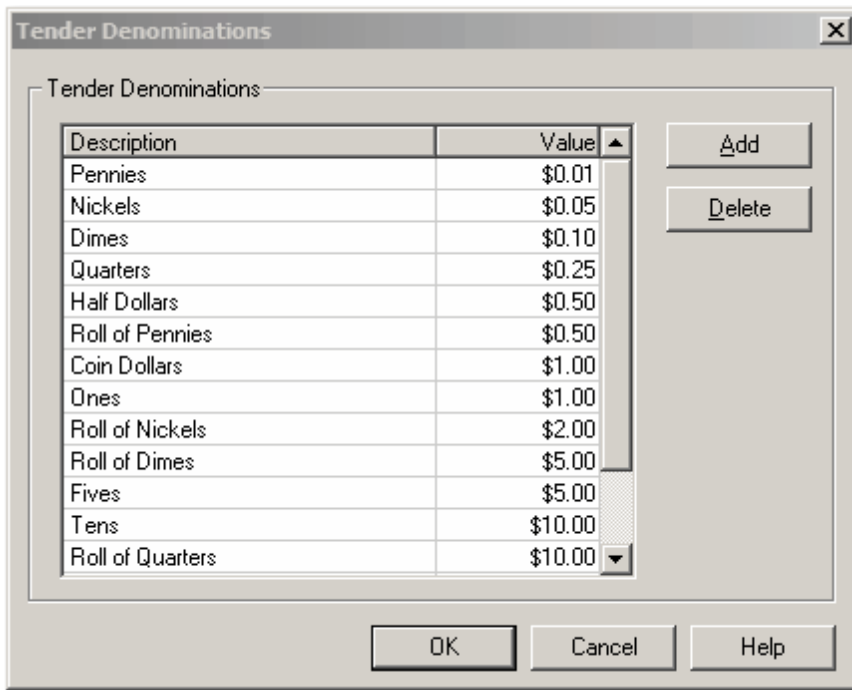 Tender Denominations
Tender Denominations
Description Value
Pennies $0.01
Nickels $0.05
Dimes $0.10
Quarters $0.25
Half Dollars $0.50
Roll of Pennies $0.50
Coin Dollars $1.00
Ones $1.00
Roll of Nickels $2.00
Roll of Dimes $5.00
Fives $5.00
Tens $10.00
Roll of Quarters $10.00
Add
Delete
OK Cancel Help